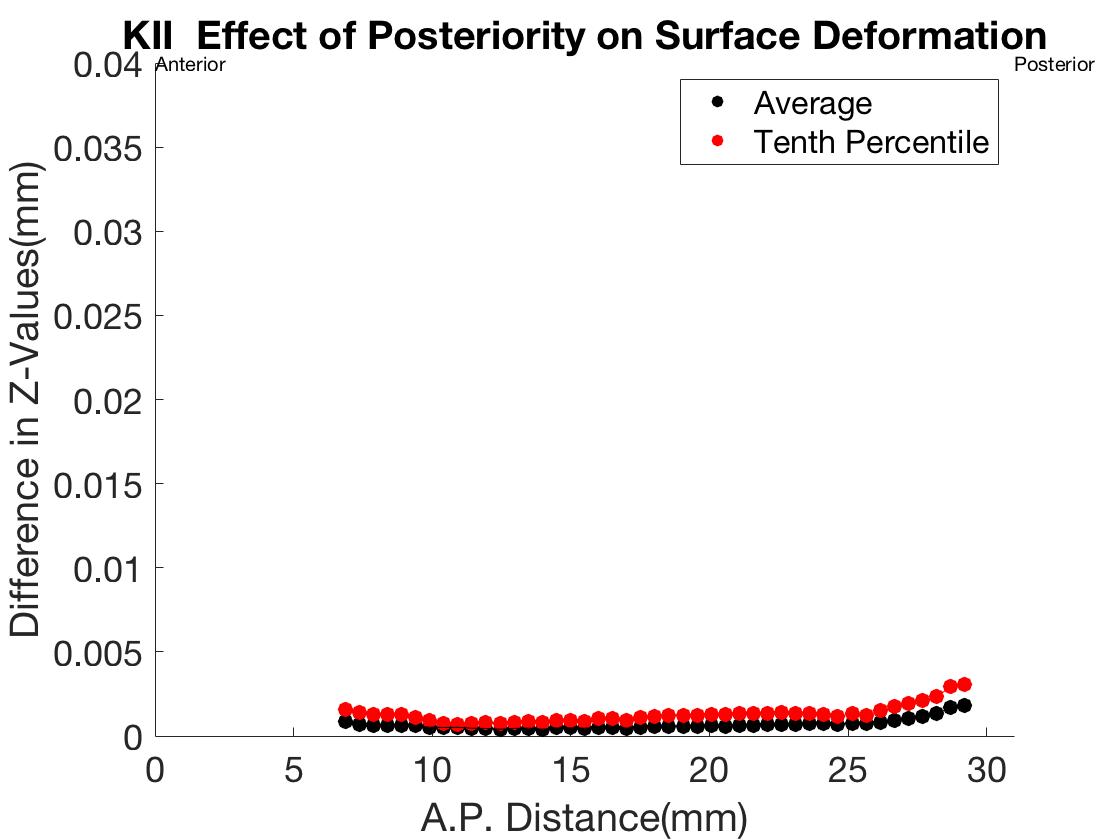 KII  Effect of Posteriority on Surface Deformation
Anterior
Posterior
Average
Tenth Percentile
Difference in Z-Values(mm)
0.04
0.035
0.03
0.025
0.02
0.015
0.01
0.005
0
0 5 10 15 20 25 30
A.P. Distance(mm)